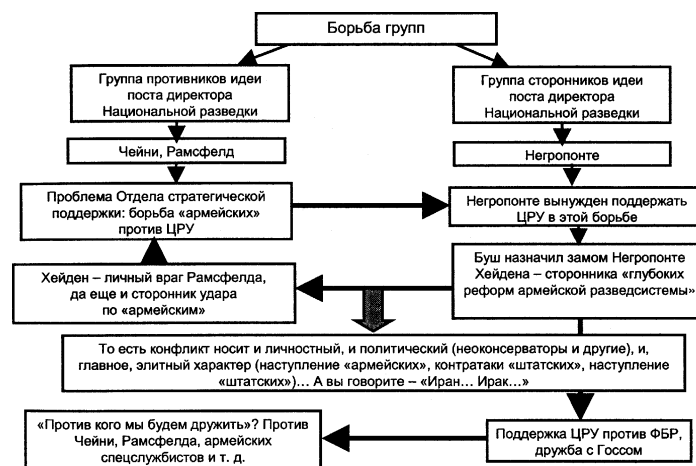 Борьба групп
Группа противников идеи
поста директора
Национальной разведки
Группа сторонников идеи
поста директора
Национальной разведки
Чейни, Рамсфелд
Негропонте
Проблема Отдела стратегической
поддержки: борьба «армейских»
против ЦРУ
Негропонте вынужден поддержать
ЦРУ в этой борьбе
Хейден – личный враг Рамсфелда,
да еще и сторонник удара
по «армейским»
Буш назначил замом Негропонте
Хейдена – сторонника «глубоких
реформ армейской разведсистемы»
То есть конфликт носит и личностный, и политический (неоконсерваторы и другие), и,
главное, элитный характер (наступление «армейских», контратаки «штатских», наступление
«штатских»)… А вы говорите – «Иран… Ирак…»
«Против кого мы будем дружить»? Против
Чейни, Рамсфелда, армейских
спецслужбистов и т. д.
Поддержка ЦРУ против ФБР,
дружба с Госсом